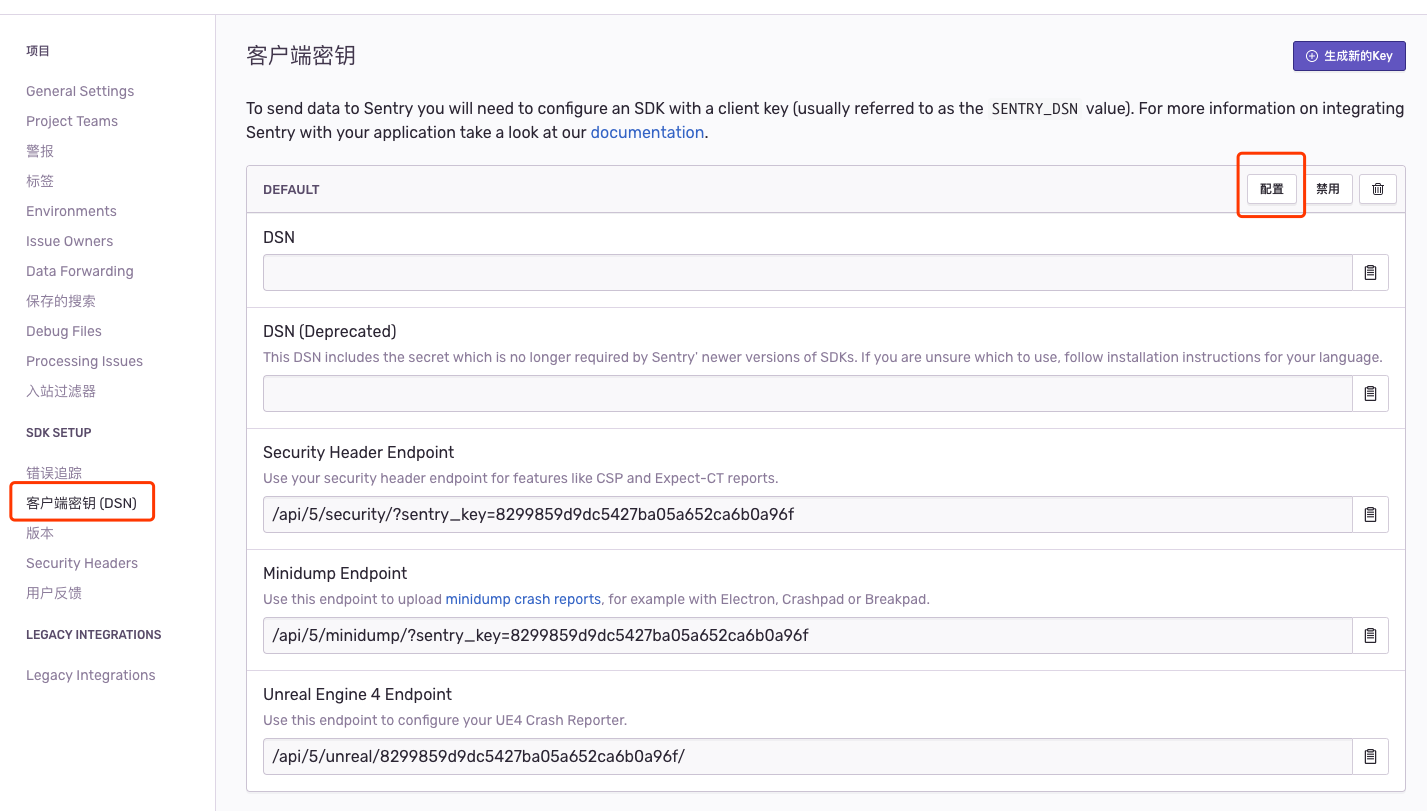 项目
General Settings
Project Teams
警报
标签
Environments
Issue Owners
Data Forwarding
保存的搜索
Debug Files
Processing Issues
入站过滤器
SDK SETUP
错误追踪
客户端密钥 (DSN)
版本
Security Headers
用户反馈
LEGACY INTEGRATIONS
Legacy Integrations
客户端密钥
生成新的Key
To send data to Sentry you will need to configure an SDK with a client key (usually referred to as the SENTRY_DSN value). For more information on integrating
Sentry with your application take a look at our documentation.
DEFAULT
配置
禁用
DSN
DSN (Deprecated)
This DSN includes the secret which is no longer required by Sentry' newer versions of SDKs. If you are unsure which to use, follow installation instructions for your language.
Security Header Endpoint
Use your security header endpoint for features like CSP and Expect-CT reports.
/api/5/security/?sentry_key=8299859d9dc5427ba05a652ca6b0a96f
Minidump Endpoint
Use this endpoint to upload minidump crash reports, for example with Electron, Crashpad or Breakpad.
/api/5/minidump/?sentry_key=8299859d9dc5427ba05a652ca6b0a96f
Unreal Engine 4 Endpoint
Use this endpoint to configure your UE4 Crash Reporter.
/api/5/unreal/8299859d9dc5427ba05a652ca6b0a96f/